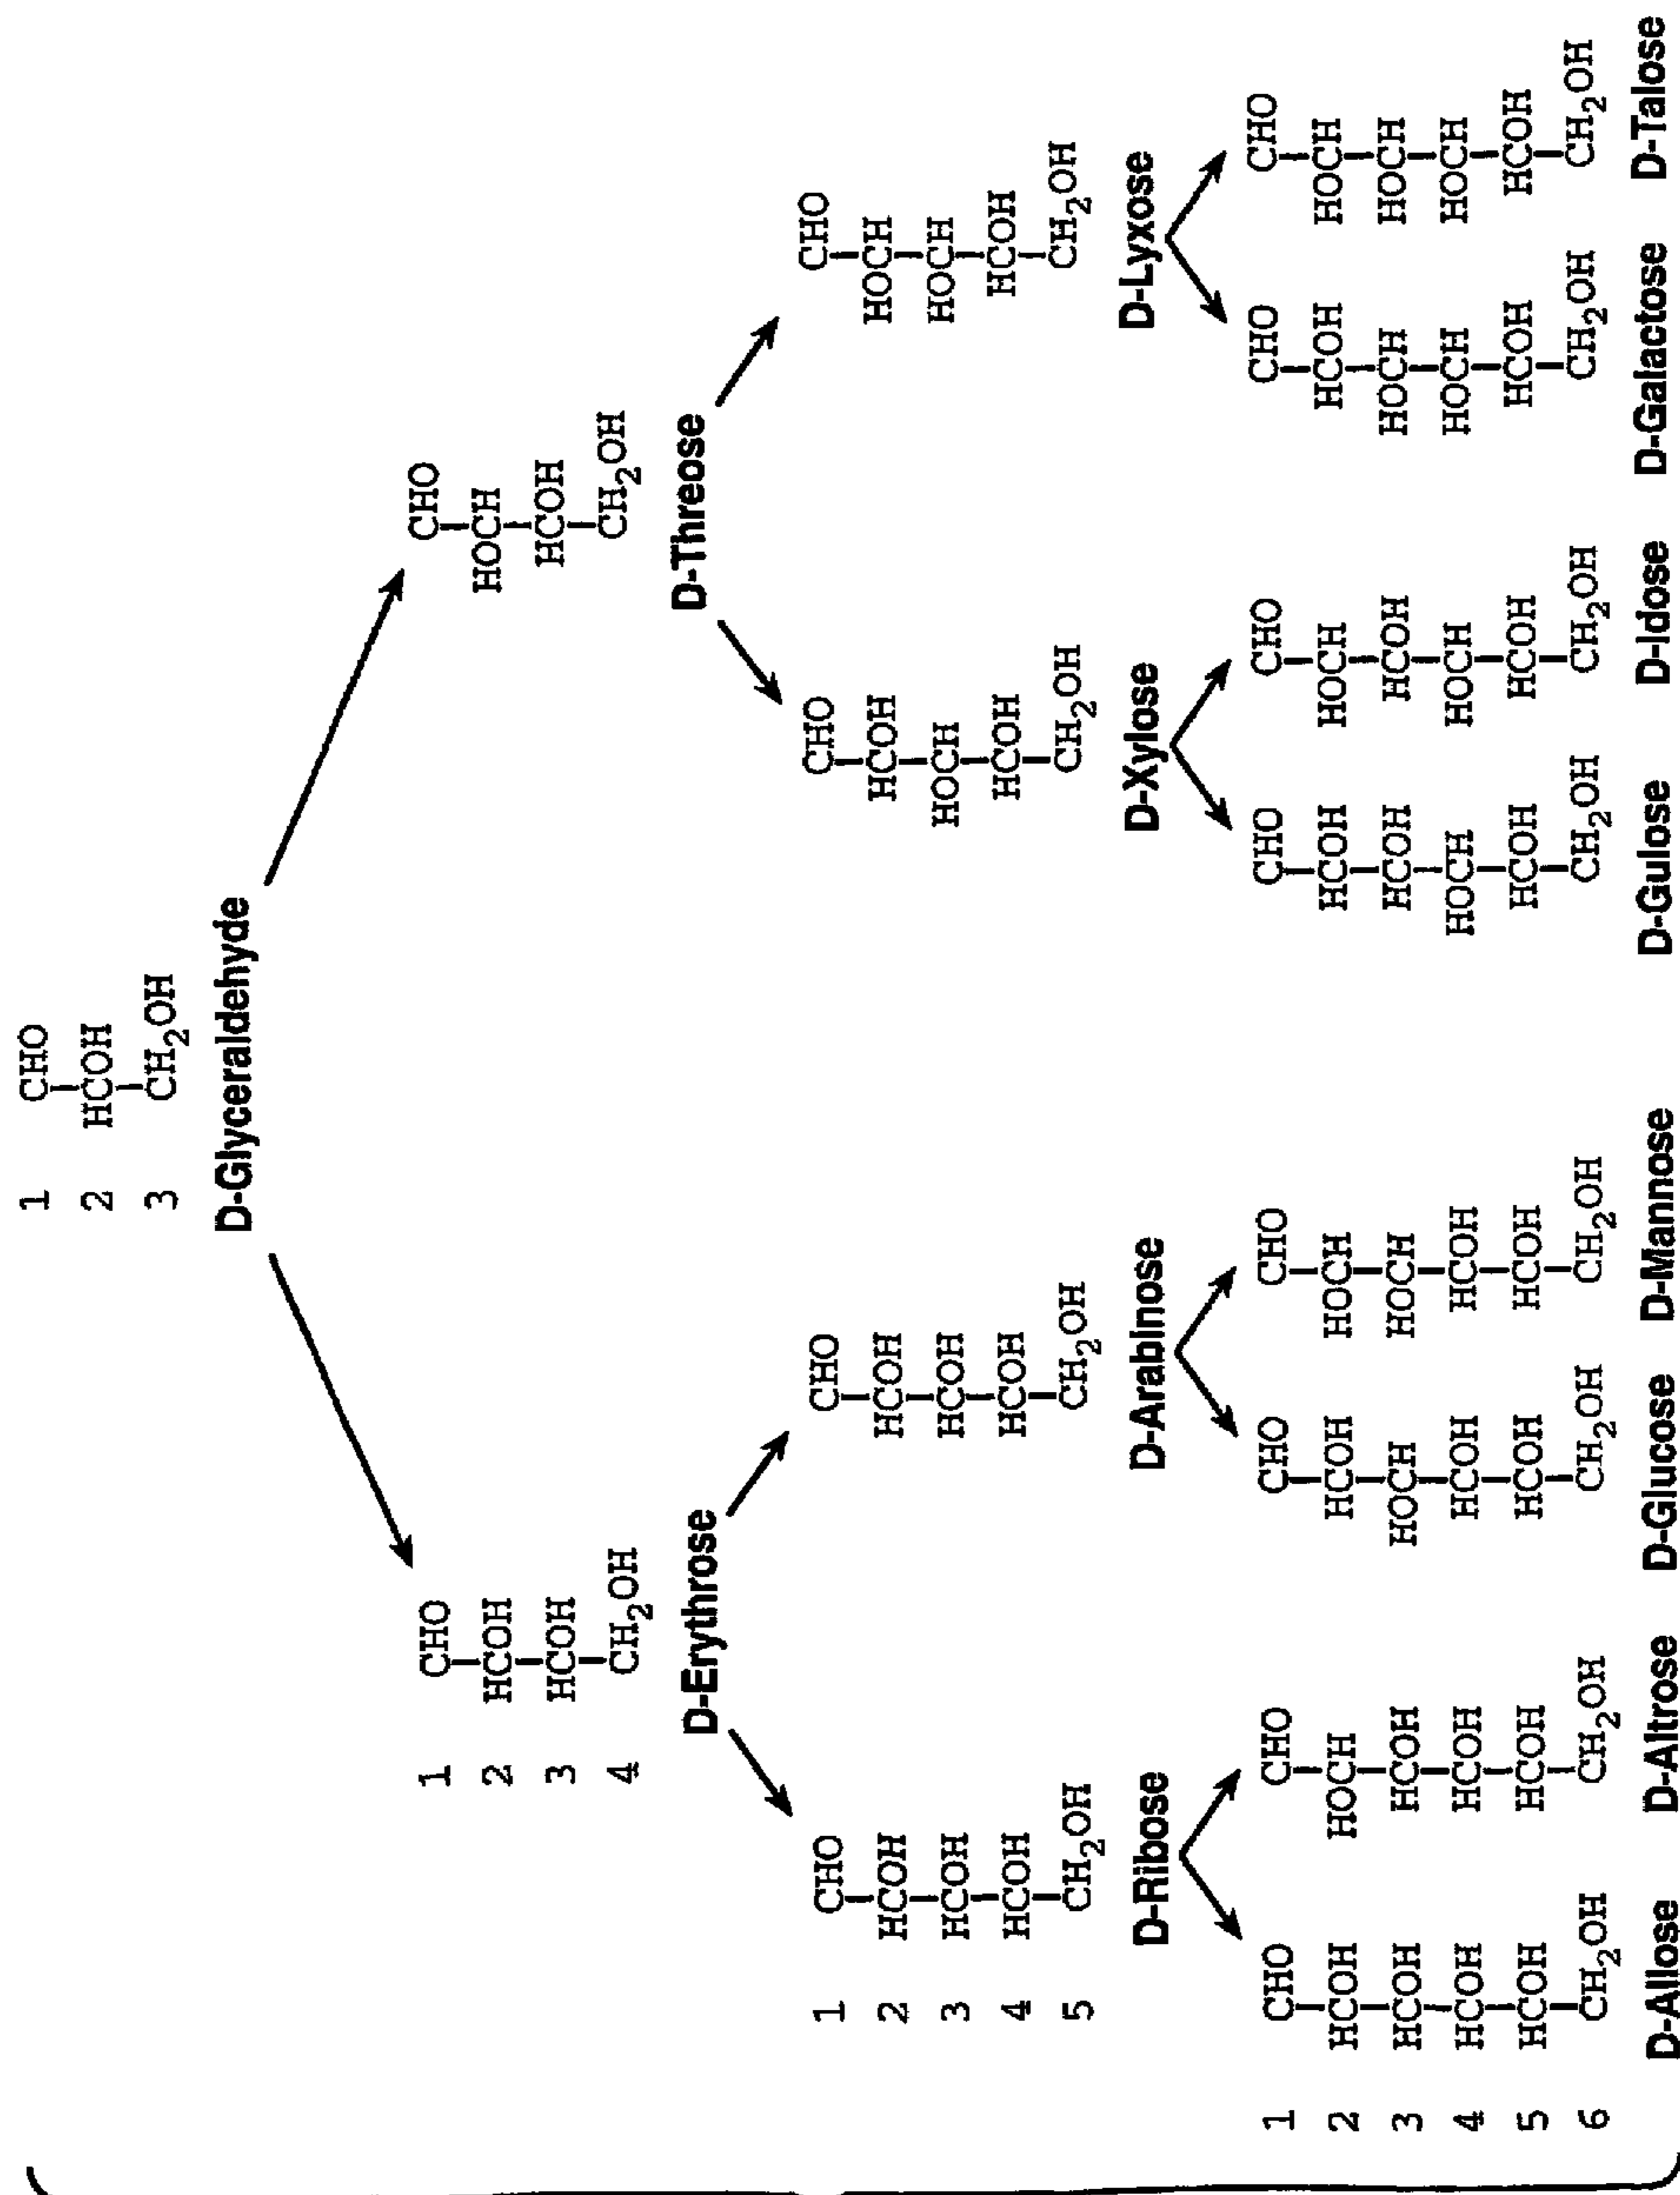 1 CHO
2 HCOH
3 CH₂OH
D-Glyceraldehyde
1 CHO CHO
2 HCOH HOCH
3 HCOH HCOH
4 CH₂OH CH₂OH
D-Erythrose D-Threose
1 CHO CHO CHO CHO
2 HCOH HCOH HCOH HOCH
3 HCOH HCOH HOCH HOCH
4 HCOH HCOH HCOH HCOH
5 CH₂OH CH₂OH CH₂OH CH₂OH
D-Ribose D-Arabinose D-Xylose D-Lyxose
1 CHO CHO CHO CHO CHO CHO CHO CHO
2 HCOH HOCH HCOH HOCH HCOH HOCH HCOH HOCH
3 HCOH HCOH HOCH HOCH HCOH HCOH HOCH HOCH
4 HCOH HCOH HCOH HCOH HOCH HOCH HOCH HOCH
5 HCOH HCOH HCOH HCOH HCOH HCOH HCOH HCOH
6 CH₂OH CH₂OH CH₂OH CH₂OH CH₂OH CH₂OH CH₂OH CH₂OH
D-Allose D-Altrose D-Glucose D-Mannose D-Gulose D-Idose D-Galactose D-Talose